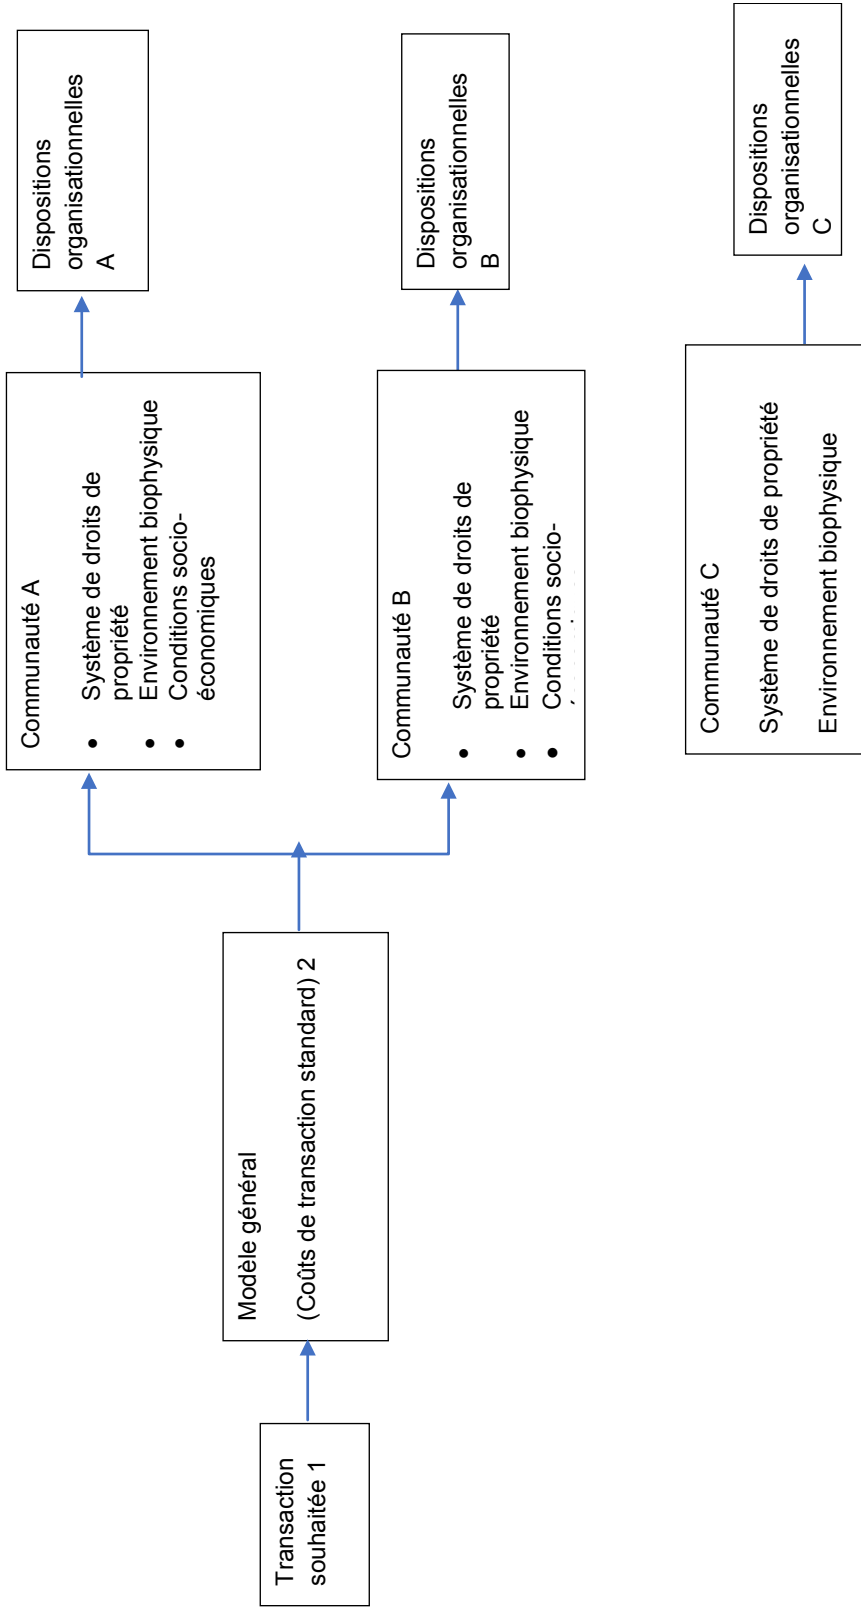 Transaction
souhaitée 1
Modèle général
(Coûts de transaction standard) 2
Communauté A
• Système de droits de
propriété
• Environnement biophysique
• Conditions socio-
économiques
Dispositions
organisationnelles
A
Communauté B
• Système de droits de
propriété
• Environnement biophysique
• Conditions socio-
Dispositions
organisationnelles
B
Communauté C
Système de droits de propriété
Environnement biophysique
Dispositions
organisationnelles
C